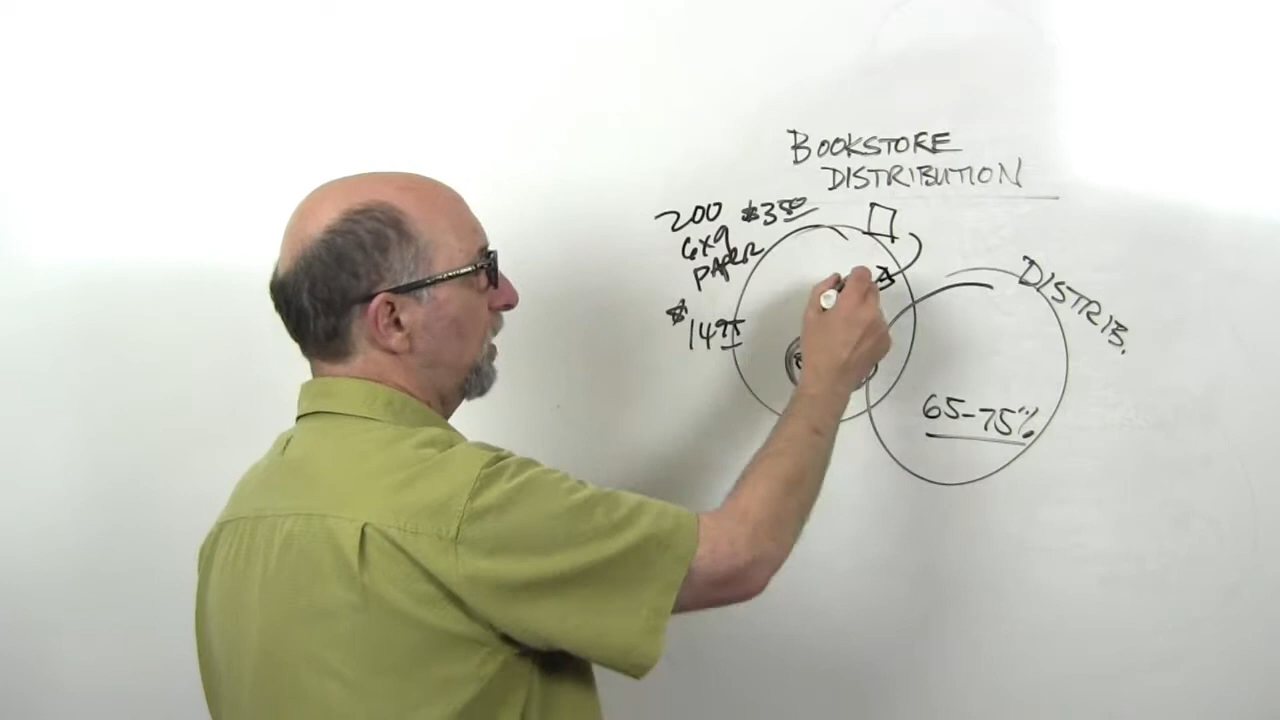 BOOKSTORE
DISTRIBUTION
200 $3.50
6x9
PAPER
$14.95
DISTRIB.
65-75%